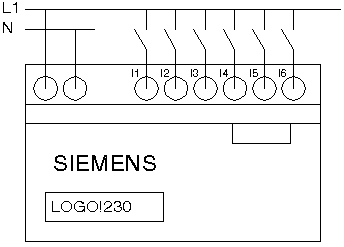 L1
N
I1 I2 I3 I4 I5 I6
SIEMENS
LOGO!230